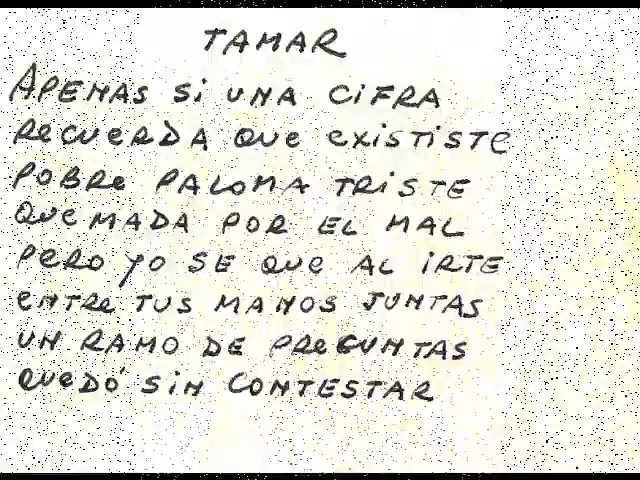 TAMAR
APENAS SI UNA CIFRA
RECUERDA QUE EXISTISTE
POBRE PALOMA TRISTE
QUEMADA POR EL MAL
PERO YO SE QUE AL IRTE
ENTRE TUS MANOS JUNTAS
UN RAMO DE PREGUNTAS
QUEDÓ SIN CONTESTAR